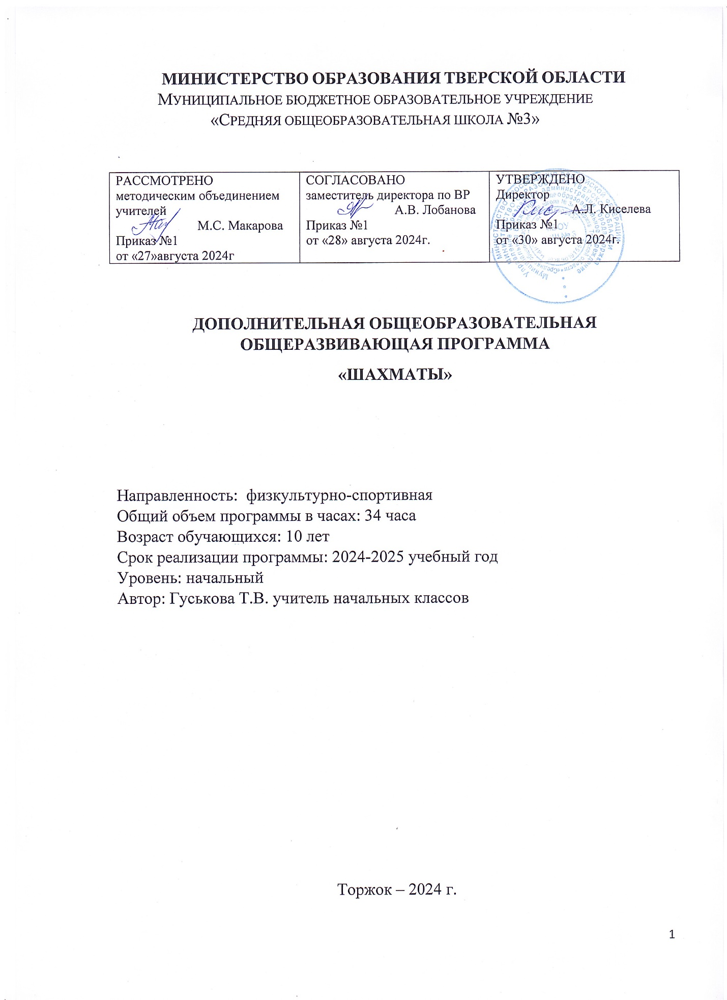 МИНИСТЕРСТВО ОБРАЗОВАНИЯ ТВЕРСКОЙ ОБЛАСТИ
МУНИЦИПАЛЬНОЕ БЮДЖЕТНОЕ ОБРАЗОВАТЕЛЬНОЕ УЧРЕЖДЕНИЕ
«СРЕДНЯЯ ОБЩЕОБРАЗОВАТЕЛЬНАЯ ШКОЛА №3»
РАССМОТРЕНО
методическим объединением
учителей
М.С. Макарова
Приказ №1
от «27»августа 2024г
СОГЛАСОВАНО
заместитель директора по ВР
А.В. Лобанова
Приказ №1
от «28» августа 2024г.
УТВЕРЖДЕНО
Директор
А.Л. Киселева
Приказ №1
от «30» августа 2024г.
ДОПОЛНИТЕЛЬНАЯ ОБЩЕОБРАЗОВАТЕЛЬНАЯ
ОБЩЕРАЗВИВАЮЩАЯ ПРОГРАММА
«ШАХМАТЫ»
Направленность: физкультурно-спортивная
Общий объем программы в часах: 34 часа
Возраст обучающихся: 10 лет
Срок реализации программы: 2024-2025 учебный год
Уровень: начальный
Автор: Гуськова Т.В. учитель начальных классов
Торжок – 2024 г.
1